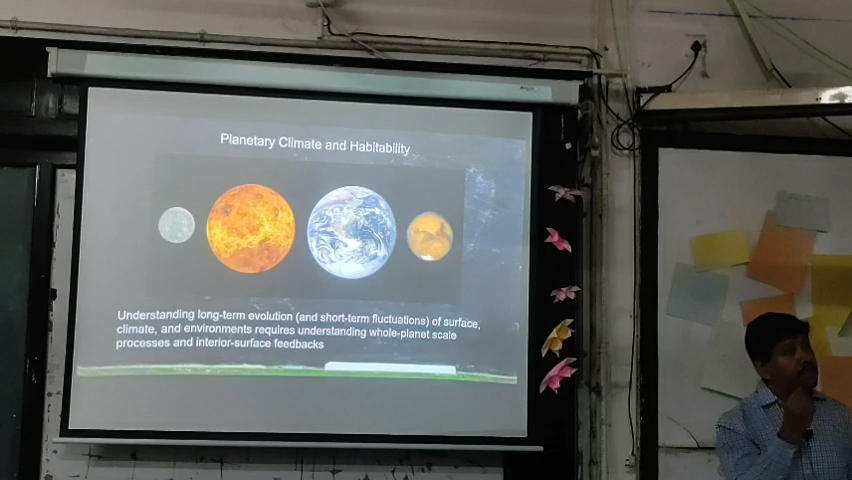 Planetary Climate and Habitability
Understanding long-term evolution (and short-term fluctuations) of surface,
climate, and environments requires understanding whole-planet scale
processes and interior-surface feedbacks